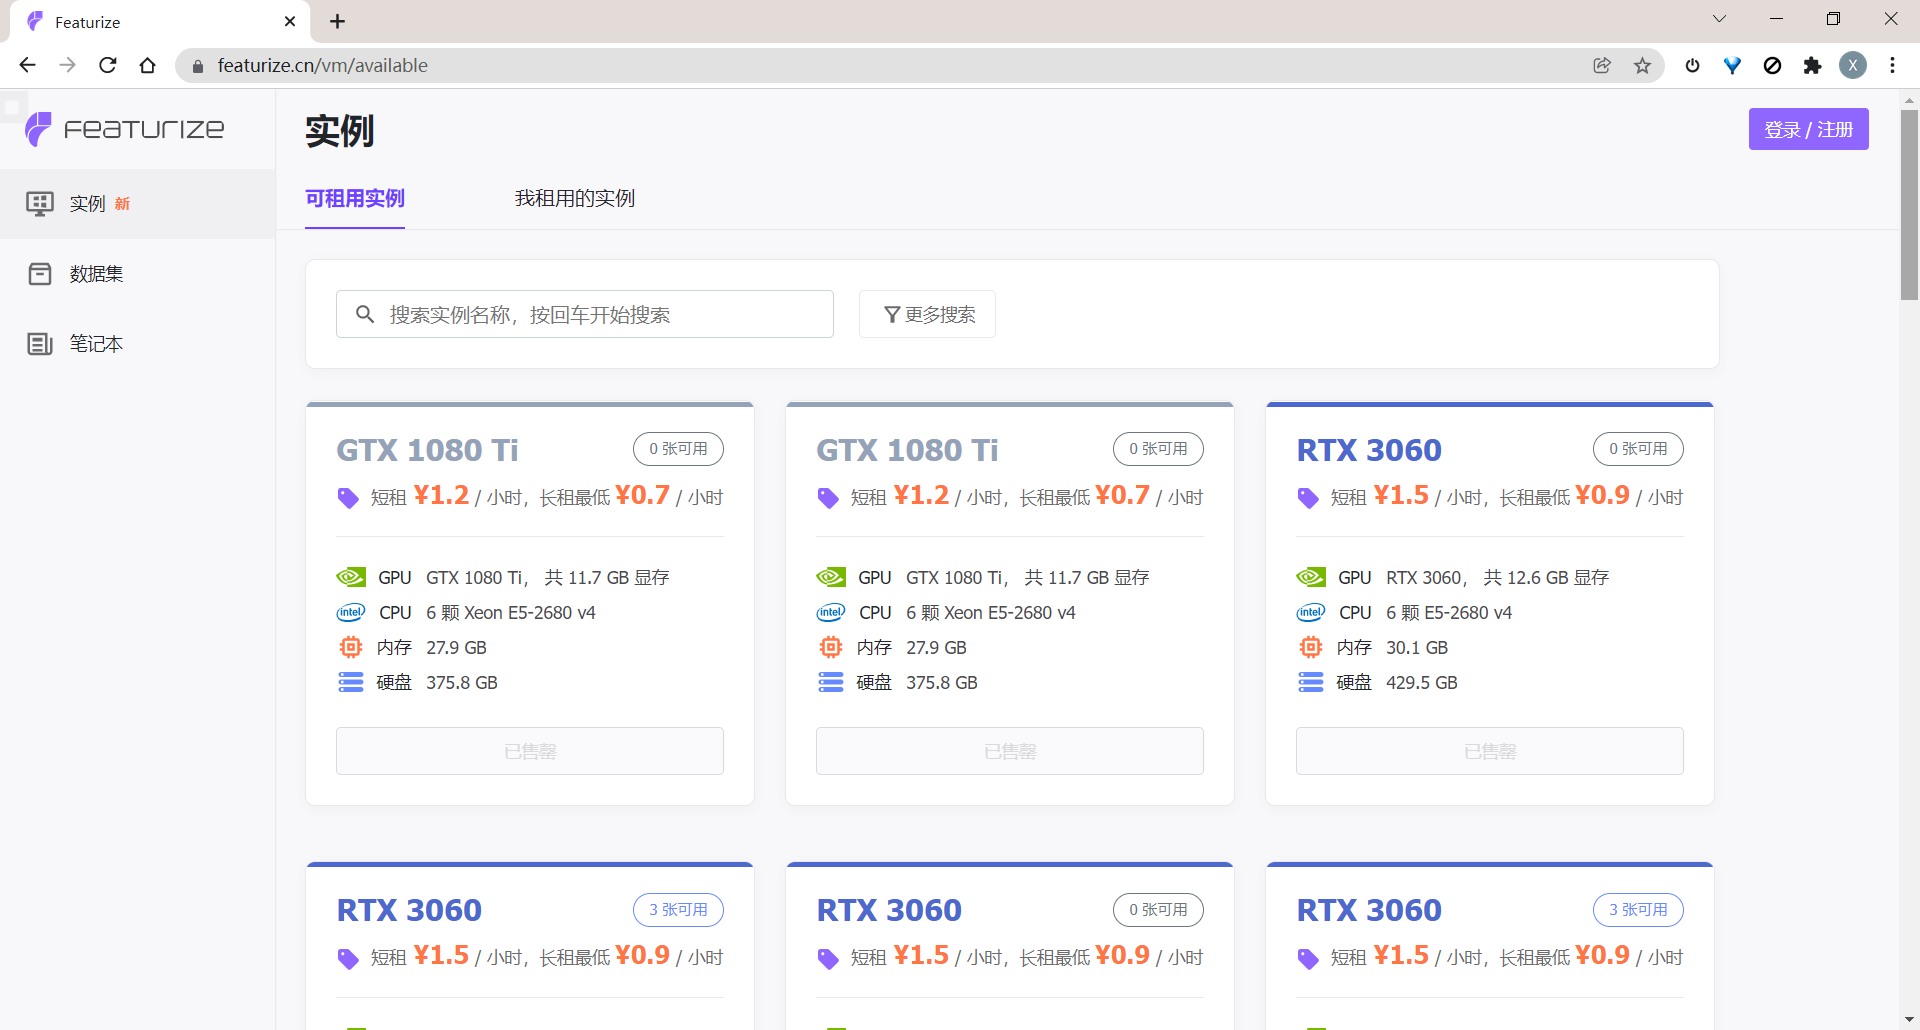 Featurize
featurize.cn/vm/available
X
FEATURIZE
实例
登录 / 注册
实例 新
数据集
笔记本
可租用实例 我租用的实例
搜索实例名称，按回车开始搜索 更多搜索
GTX 1080 Ti 0 张可用
短租 ¥1.2 / 小时，长租最低 ¥0.7 / 小时
GPU GTX 1080 Ti， 共 11.7 GB 显存
intel CPU 6 颗 Xeon E5-2680 v4
内存 27.9 GB
硬盘 375.8 GB
已售罄
GTX 1080 Ti 0 张可用
短租 ¥1.2 / 小时，长租最低 ¥0.7 / 小时
GPU GTX 1080 Ti， 共 11.7 GB 显存
intel CPU 6 颗 Xeon E5-2680 v4
内存 27.9 GB
硬盘 375.8 GB
已售罄
RTX 3060 0 张可用
短租 ¥1.5 / 小时，长租最低 ¥0.9 / 小时
GPU RTX 3060， 共 12.6 GB 显存
intel CPU 6 颗 E5-2680 v4
内存 30.1 GB
硬盘 429.5 GB
已售罄
RTX 3060 3 张可用
短租 ¥1.5 / 小时，长租最低 ¥0.9 / 小时
RTX 3060 0 张可用
短租 ¥1.5 / 小时，长租最低 ¥0.9 / 小时
RTX 3060 3 张可用
短租 ¥1.5 / 小时，长租最低 ¥0.9 / 小时